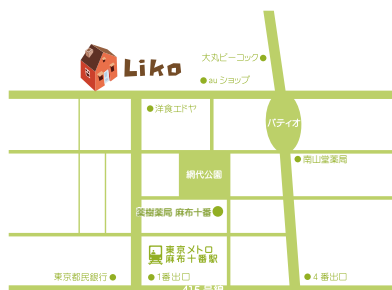 大丸ピーコック
Liko
auショップ
洋食エドヤ
パティオ
南山堂薬局
網代公園
薬樹薬局 麻布十番
東京メトロ
麻布十番駅
東京都民銀行
1番出口
4番出口